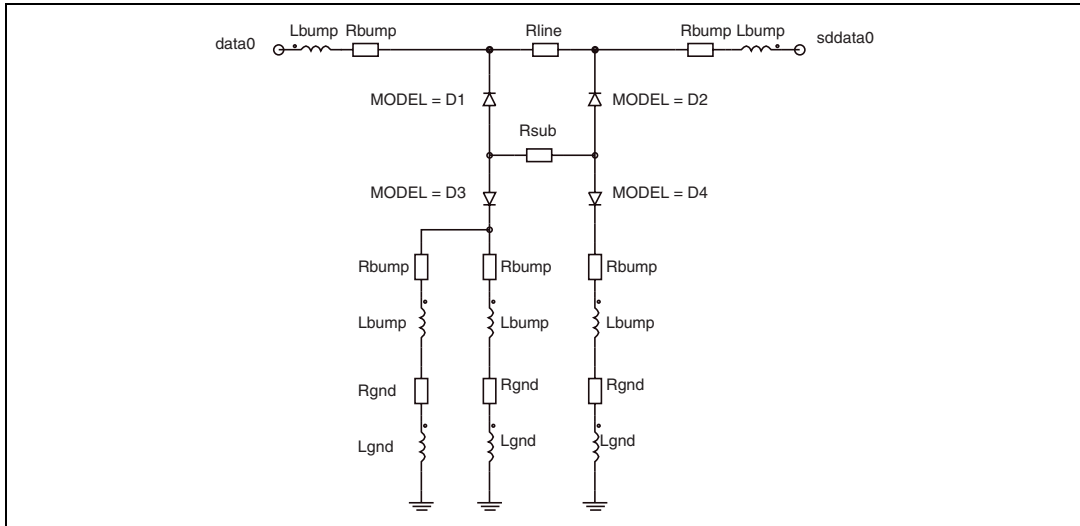 Lbump Rbump Rline Rbump Lbump
data0 sddata0
MODEL = D1 MODEL = D2
Rsub
MODEL = D3 MODEL = D4
Rbump Rbump Rbump
Lbump Lbump Lbump
Rgnd Rgnd Rgnd
Lgnd Lgnd Lgnd